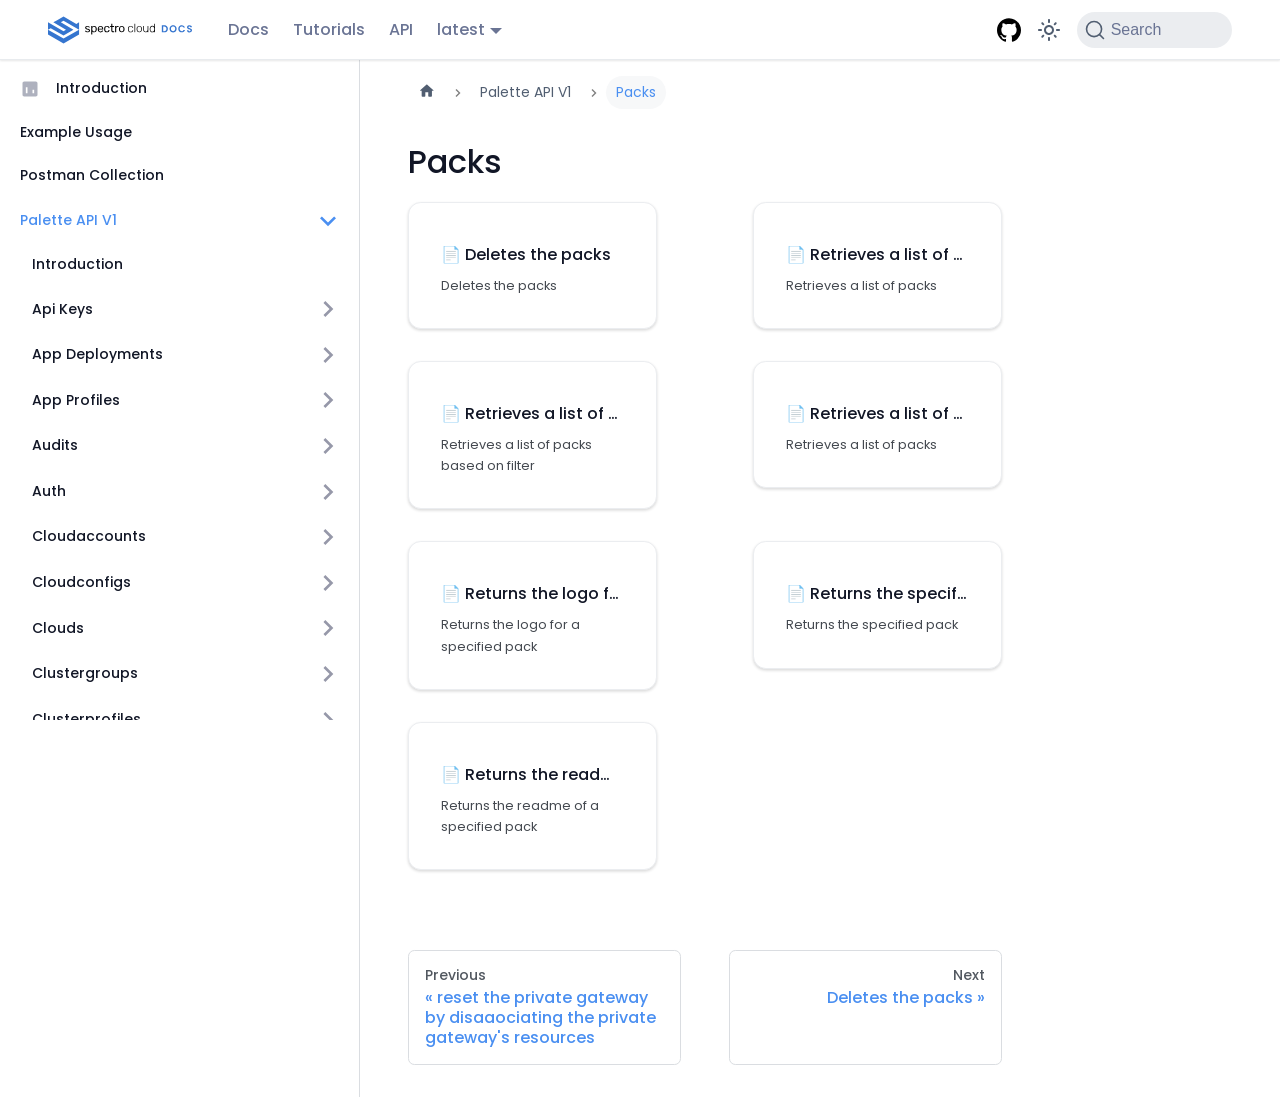 spectro cloud DOCS
Docs
Tutorials
API
latest
Search
Introduction
Example Usage
Postman Collection
Palette API V1
Introduction
Api Keys
App Deployments
App Profiles
Audits
Auth
Cloudaccounts
Cloudconfigs
Clouds
Clustergroups
Clusterprofiles
Palette API V1
Packs
Packs
Deletes the packs
Deletes the packs
Retrieves a list of ...
Retrieves a list of packs
Retrieves a list of ...
Retrieves a list of packs
based on filter
Retrieves a list of ...
Retrieves a list of packs
Returns the logo f...
Returns the logo for a
specified pack
Returns the specif...
Returns the specified pack
Returns the read...
Returns the readme of a
specified pack
Previous
« reset the private gateway
by disaaociating the private
gateway's resources
Next
Deletes the packs »